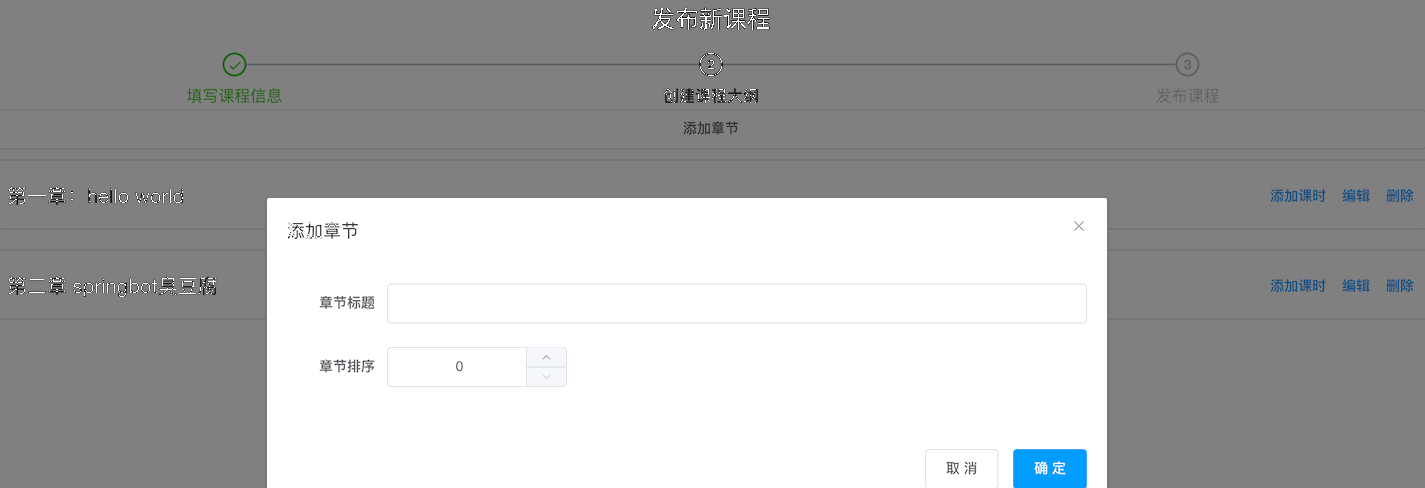 发布新课程
2
3
填写课程信息
创建课程大纲
发布课程
添加章节
第一章：hello world
添加课时 编辑 删除
添加章节
第二章 springbot臭豆腐
添加课时 编辑 删除
章节标题
章节排序
0
取 消
确 定